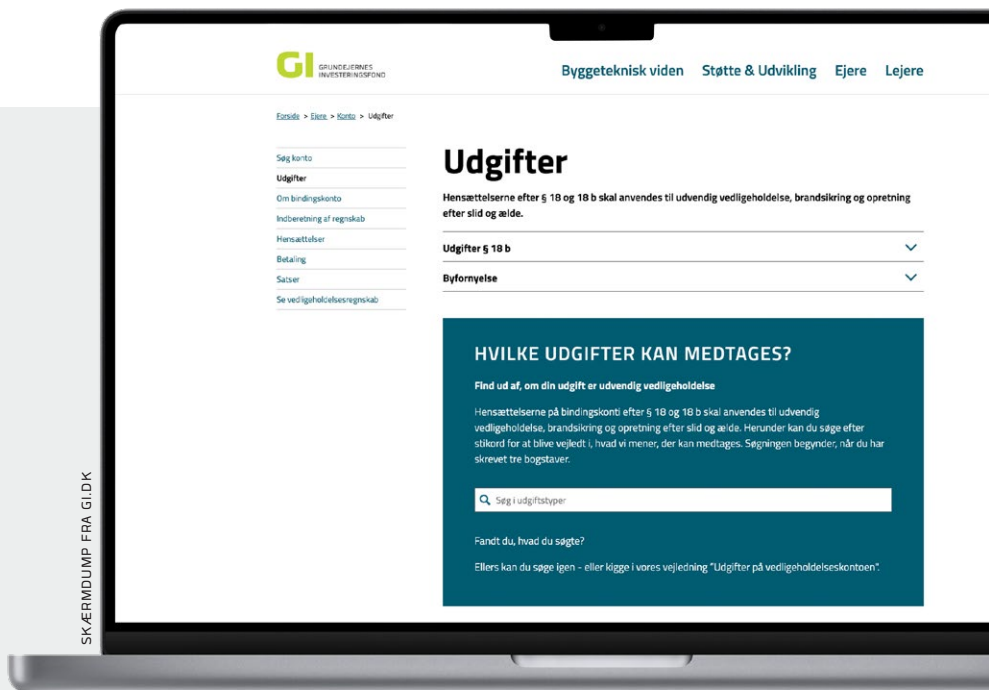 GI GRUNDEJERNES
INVESTERINGSFOND
Byggeteknisk viden Støtte & Udvikling Ejere Lejere
Forside > Ejere > Konto > Udgifter
Søg konto
Udgifter
Om bindingskonto
Indberetning af regnskab
Hensættelser
Betaling
Satser
Se vedligeholdelsesregnskab
Udgifter
Hensættelserne efter § 18 og 18 b skal anvendes til udvendig vedligeholdelse, brandsikring og opretning
efter slid og ælde.
Udgifter § 18 b
Byfornyelse
HVILKE UDGIFTER KAN MEDTAGES?
Find ud af, om din udgift er udvendig vedligeholdelse
Hensættelserne på bindingskonti efter § 18 og 18 b skal anvendes til udvendig
vedligeholdelse, brandsikring og opretning efter slid og ælde. Herunder kan du søge efter
stikord for at blive vejledt i, hvad vi mener, der kan medtages. Søgningen begynder, når du har
skrevet tre bogstaver.
Søg i udgiftstyper
Fandt du, hvad du søgte?
Ellers kan du søge igen - eller kigge i vores vejledning "Udgifter på vedligeholdelseskontoen".
SKÆRMDUMP FRA GI.DK